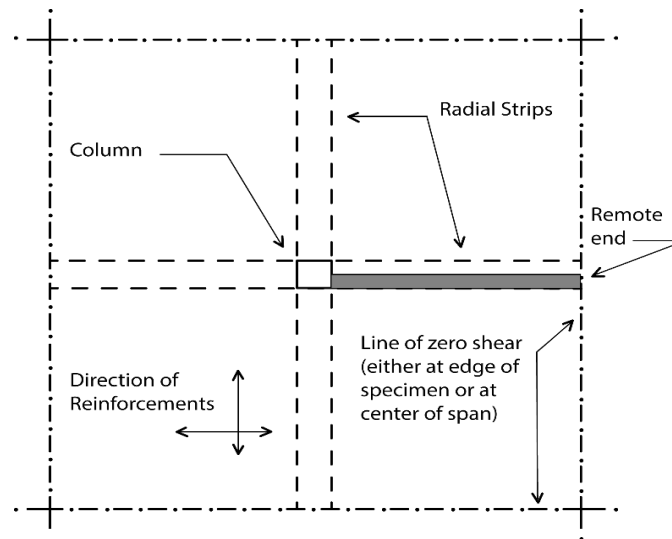 Radial Strips
Column
Remote
end
Line of zero shear
(either at edge of
specimen or at
center of span)
Direction of
Reinforcements